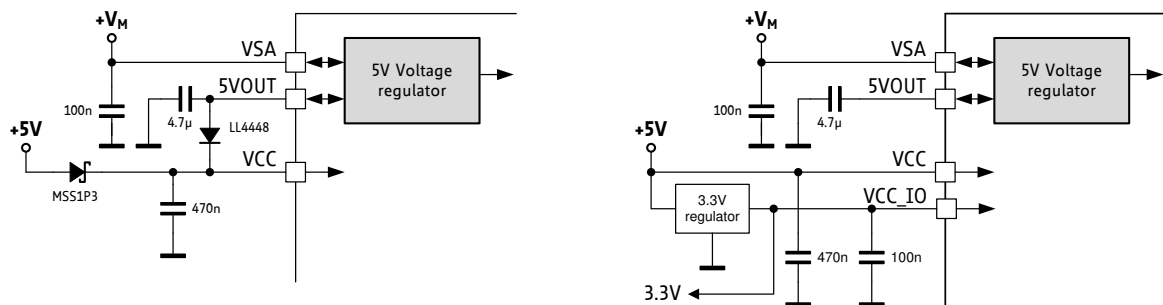 +VM
VSA
5V Voltage
regulator
5VOUT
100n
4.7µ
LL4448
+5V
VCC
MSS1P3
470n
+VM
VSA
5V Voltage
regulator
5VOUT
100n
4.7µ
+5V
VCC
3.3V
regulator
VCC_IO
470n
100n
3.3V